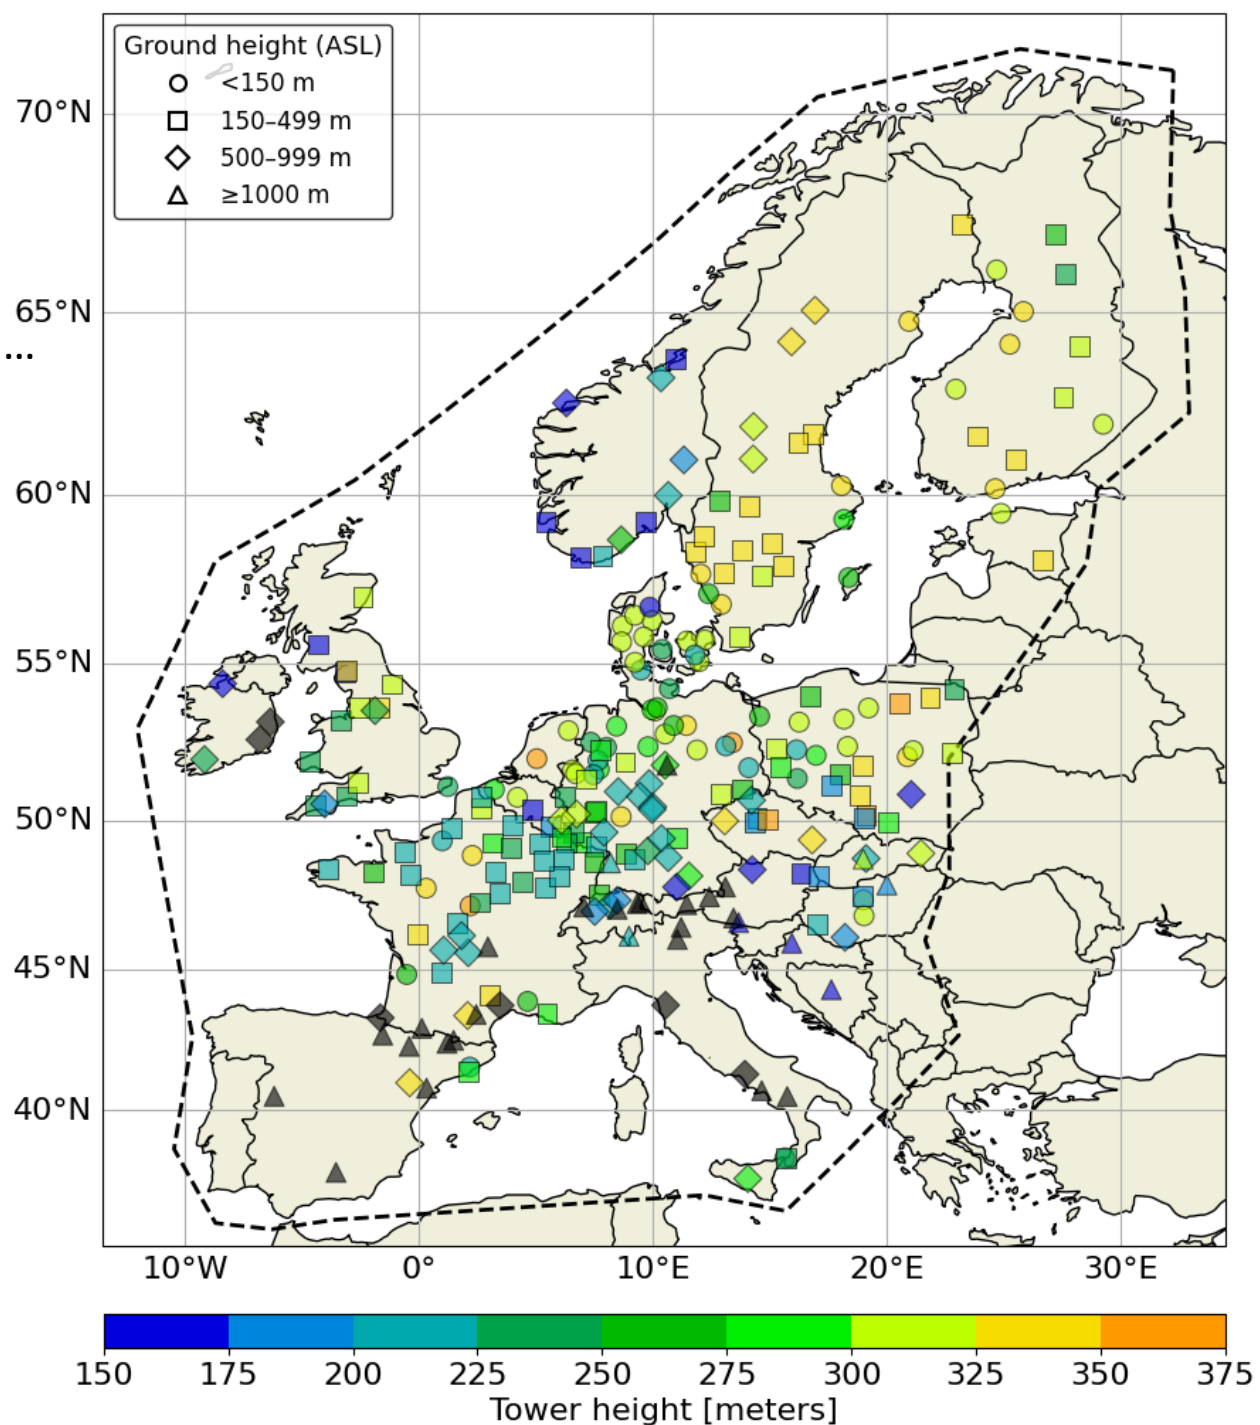 Ground height (ASL)
<150 m
150–499 m
500–999 m
≥1000 m
70°N
65°N
...
60°N
55°N
50°N
45°N
40°N
10°W 0° 10°E 20°E 30°E
150 175 200 225 250 275 300 325 350 375
Tower height [meters]